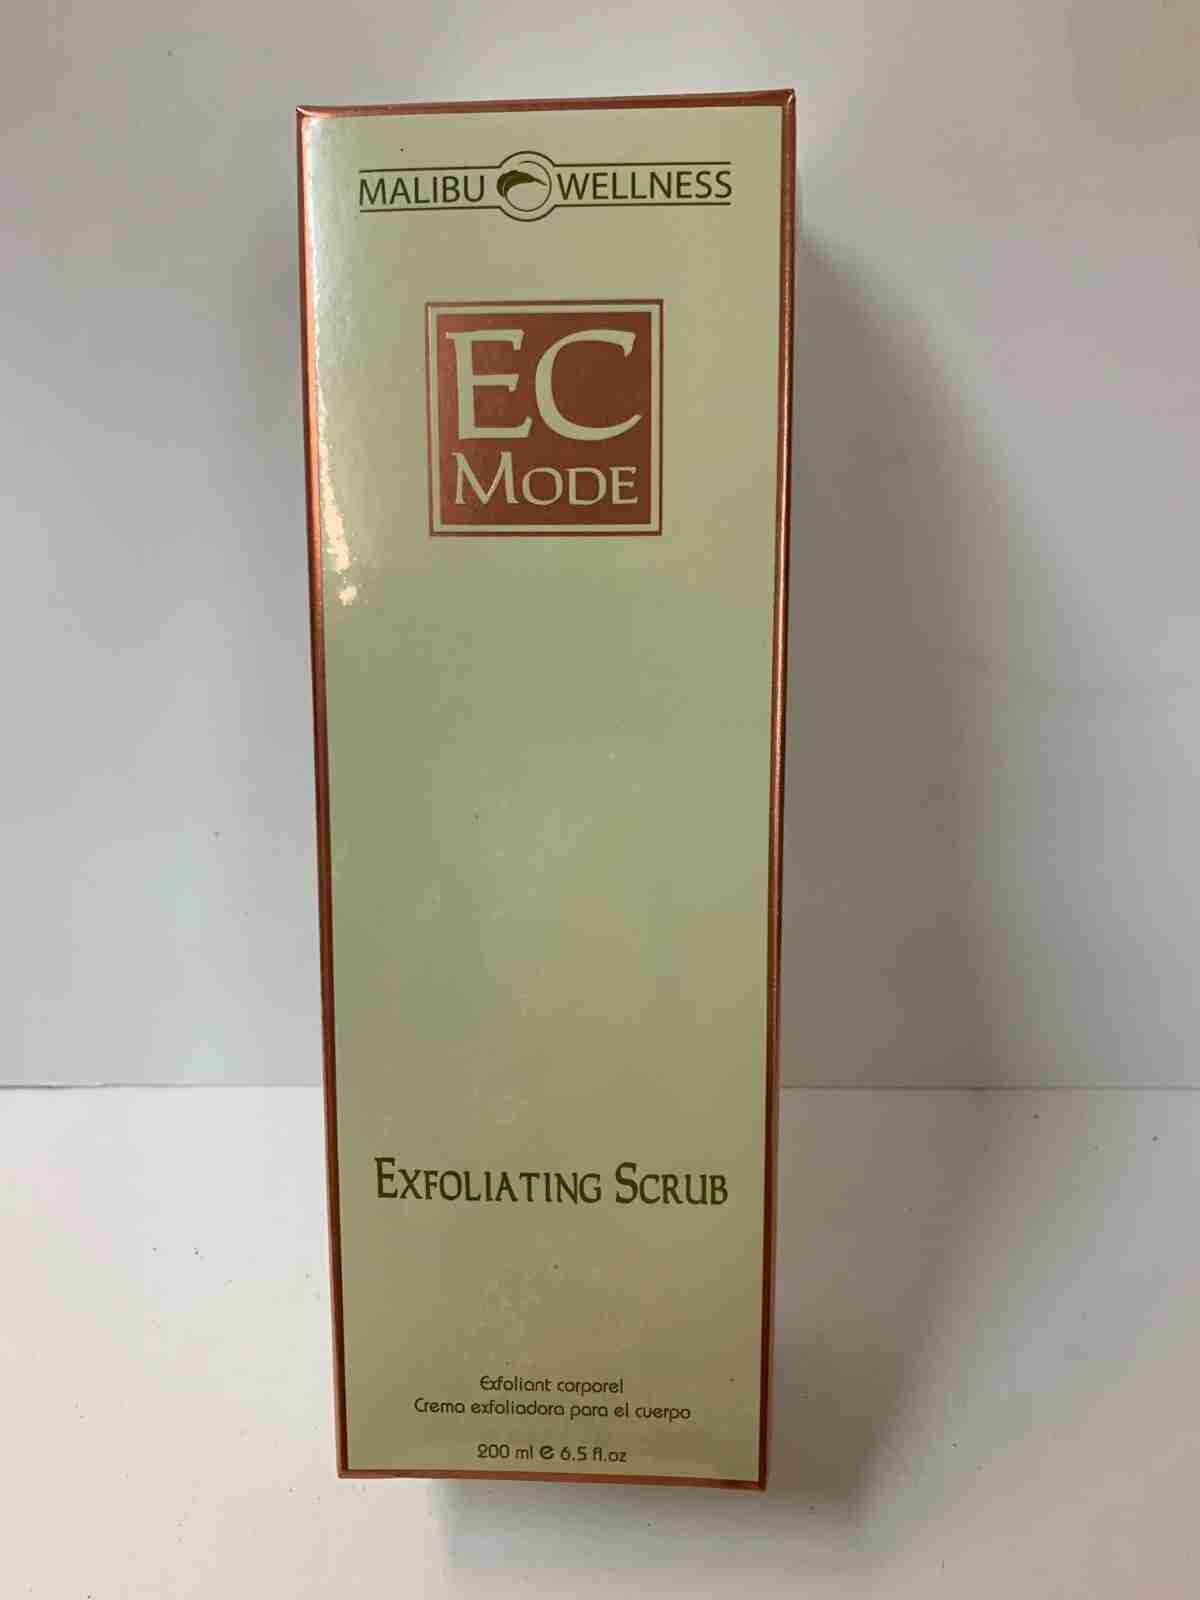 MALIBU WELLNESS
EC
MODE
EXFOLIATING SCRUB
Exfoliant corporel
Crema exfoliadora para el cuerpo
200 ml e 6.5 fl.oz